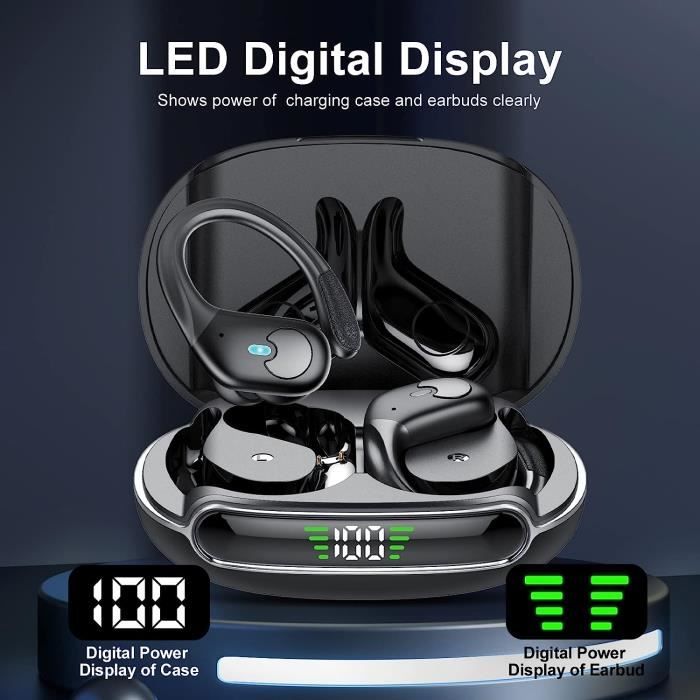 LED Digital Display
Shows power of charging case and earbuds clearly
L
R
100
100
Digital Power
Display of Case
Digital Power
Display of Earbud